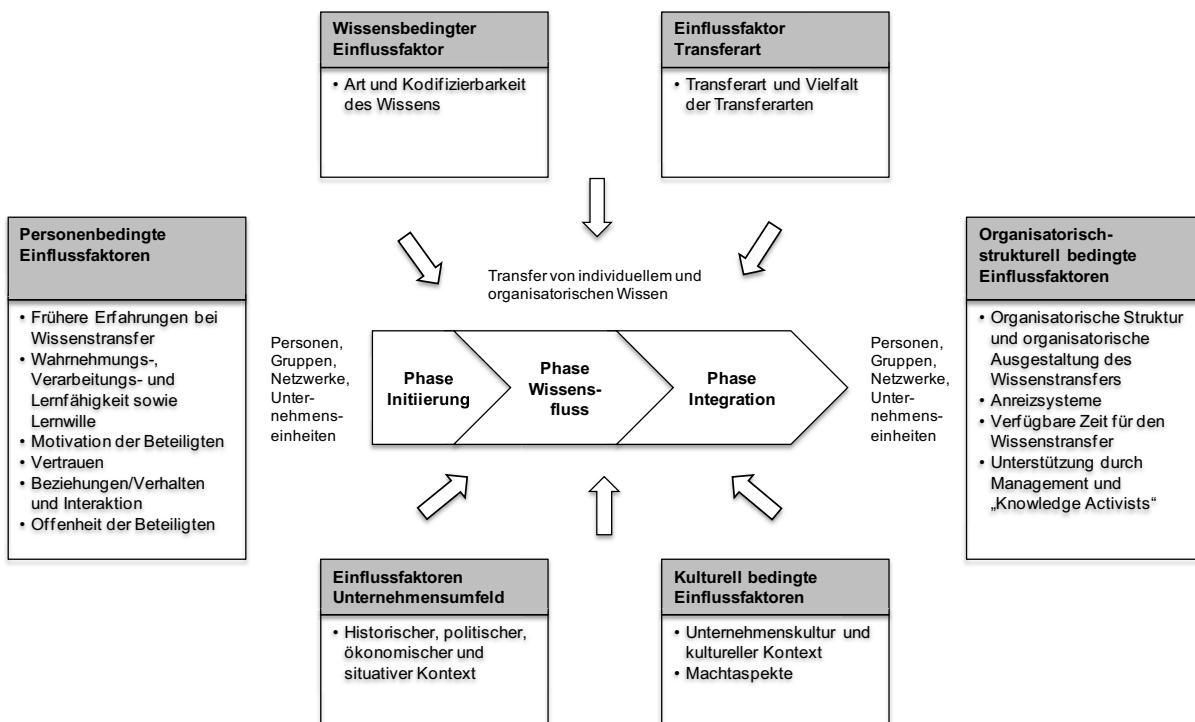 Wissensbedingter
Einflussfaktor
• Art und Kodifizierbarkeit
des Wissens
Einflussfaktor
Transferart
• Transferart und Vielfalt
der Transferarten
Personenbedingte
Einflussfaktoren
• Frühere Erfahrungen bei
Wissenstransfer
• Wahrnehmungs-,
Verarbeitungs- und
Lernfähigkeit sowie
Lernwille
• Motivation der Beteiligten
• Vertrauen
• Beziehungen/Verhalten
und Interaktion
• Offenheit der Beteiligten
Transfer von individuellem und
organisatorischen Wissen
Personen,
Gruppen,
Netzwerke,
Unter-
nehmens-
einheiten
Phase
Initiierung
Phase
Wissens-
fluss
Phase
Integration
Personen,
Gruppen,
Netzwerke,
Unter-
nehmens-
einheiten
Organisatorisch-
strukturell bedingte
Einflussfaktoren
• Organisatorische Struktur
und organisatorische
Ausgestaltung des
Wissenstransfers
• Anreizsysteme
• Verfügbare Zeit für den
Wissenstransfer
• Unterstützung durch
Management und
„Knowledge Activists“
Einflussfaktoren
Unternehmensumfeld
• Historischer, politischer,
ökonomischer und
situativer Kontext
Kulturell bedingte
Einflussfaktoren
• Unternehmenskultur und
kultureller Kontext
• Machtaspekte